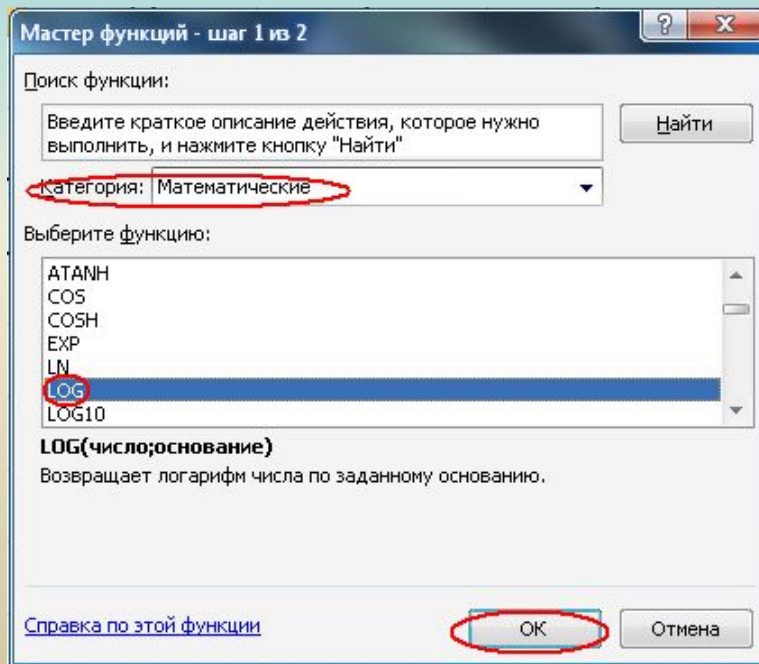 Мастер функций - шаг 1 из 2
Поиск функции:
Введите краткое описание действия, которое нужно
выполнить, и нажмите кнопку "Найти"
Найти
Категория: Математические
Выберите функцию:
ATANH
COS
COSH
EXP
LN
LOG
LOG10
LOG(число;основание)
Возвращает логарифм числа по заданному основанию.
Справка по этой функции
ОК
Отмена